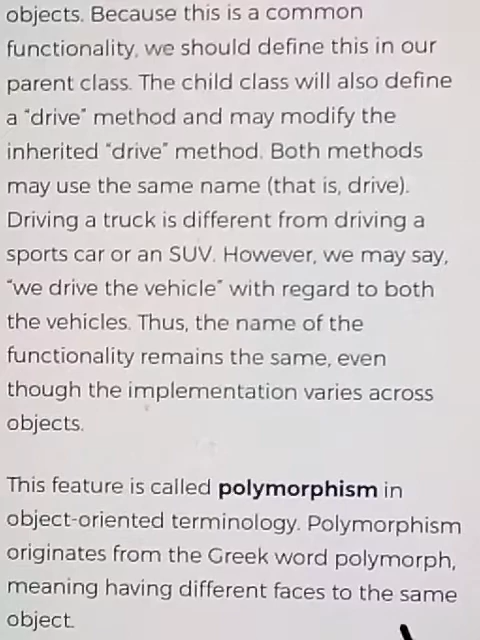 objects. Because this is a common
functionality, we should define this in our
parent class. The child class will also define
a "drive" method and may modify the
inherited "drive" method. Both methods
may use the same name (that is, drive).
Driving a truck is different from driving a
sports car or an SUV. However, we may say,
"we drive the vehicle" with regard to both
the vehicles. Thus, the name of the
functionality remains the same, even
though the implementation varies across
objects.
This feature is called polymorphism in
object-oriented terminology. Polymorphism
originates from the Greek word polymorph,
meaning having different faces to the same
object.